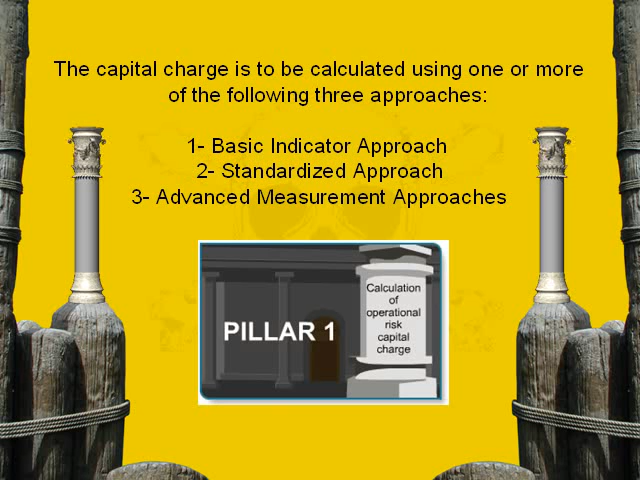 The capital charge is to be calculated using one or more
of the following three approaches:
1- Basic Indicator Approach
2- Standardized Approach
3- Advanced Measurement Approaches
PILLAR 1
Calculation
of
operational
risk
capital
charge